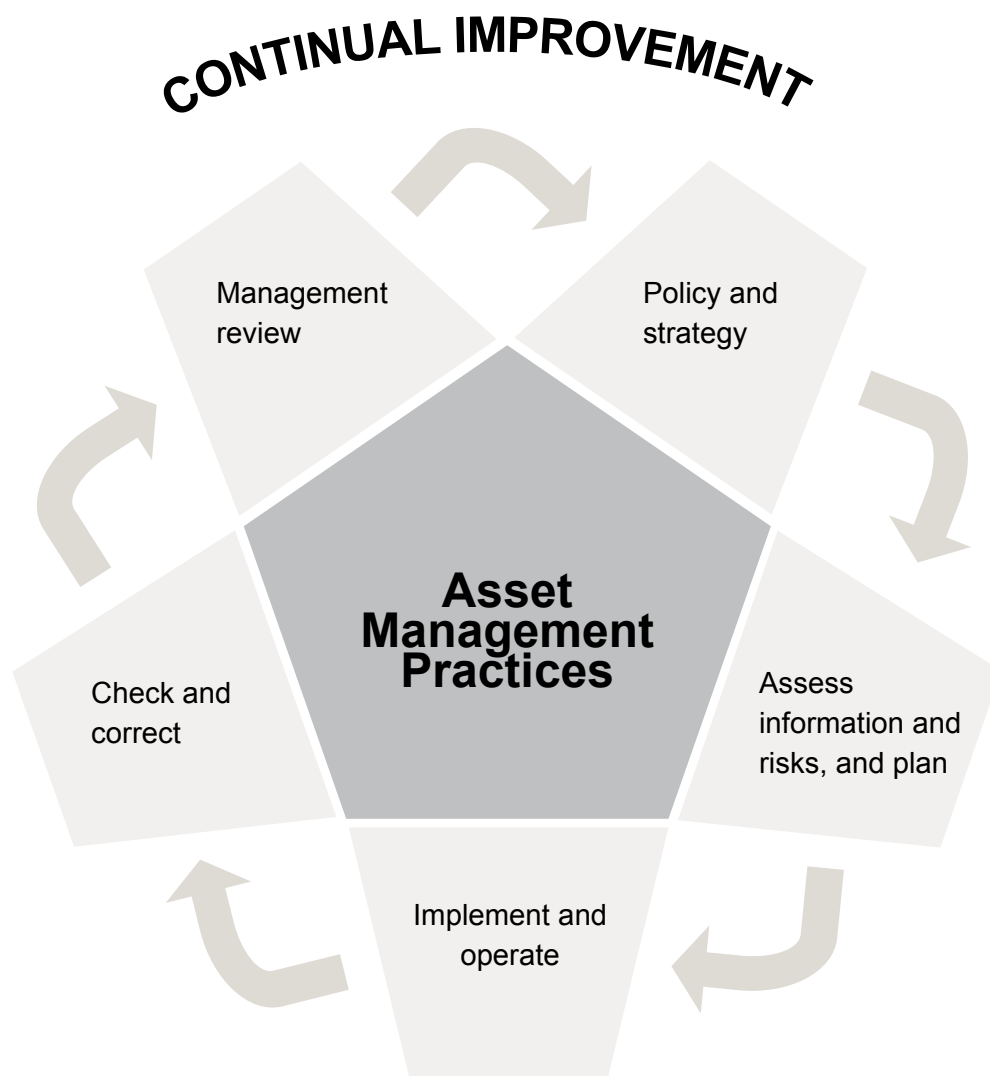 CONTINUAL IMPROVEMENT
Management
review
Policy and
strategy
Asset
Management
Practices
Check and
correct
Assess
information and
risks, and plan
Implement and
operate